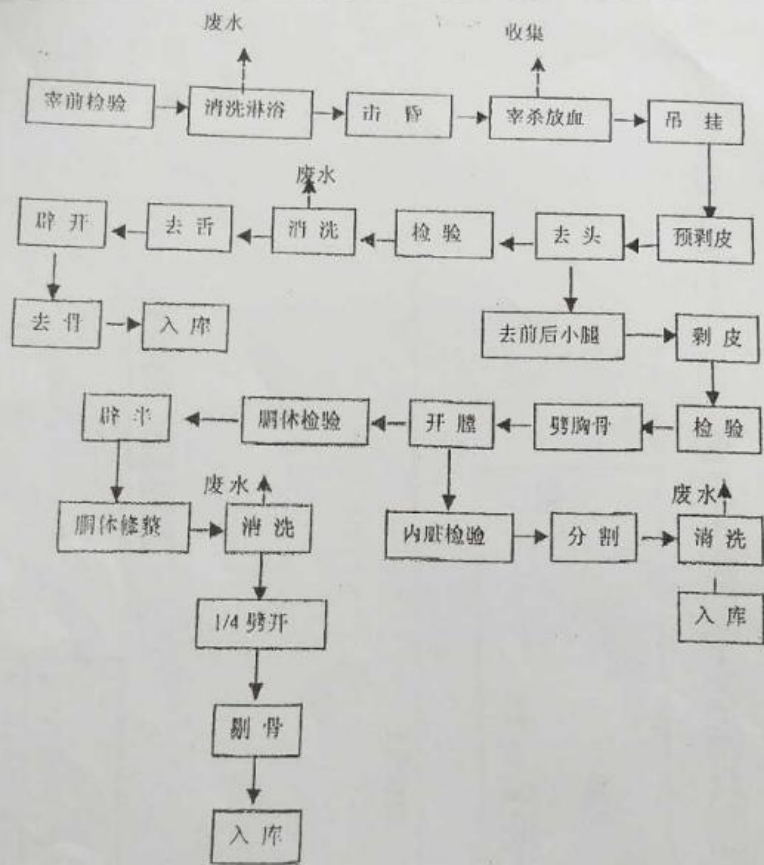 废水 收集
宰前检验 清洗淋浴 击昏 宰杀放血 吊挂
废水
辟开 去舌 清洗 检验 去头 预剥皮
去骨 入库 去前后小腿 剥皮
辟半 胴体检验 开膛 劈胸骨 检验
废水 废水
胴体修整 清洗 内脏检验 分割 清洗
1/4劈开 入库
剔骨
入库